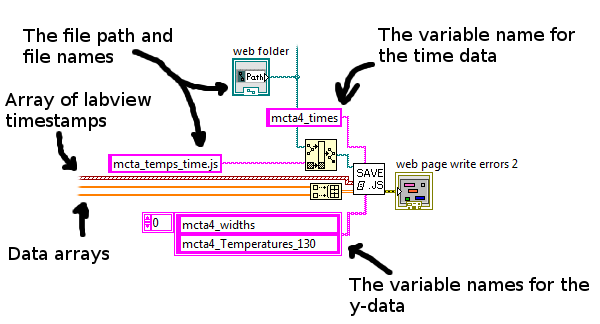 The file path and
file names
The variable name for
the time data
web folder
Path
Array of labview
timestamps
mcta4_times
mcta_temps_time.js
web page write errors 2
SAVE
.JS
0
mcta4_widths
mcta4_Temperatures_130
Data arrays
The variable names for the
y-data